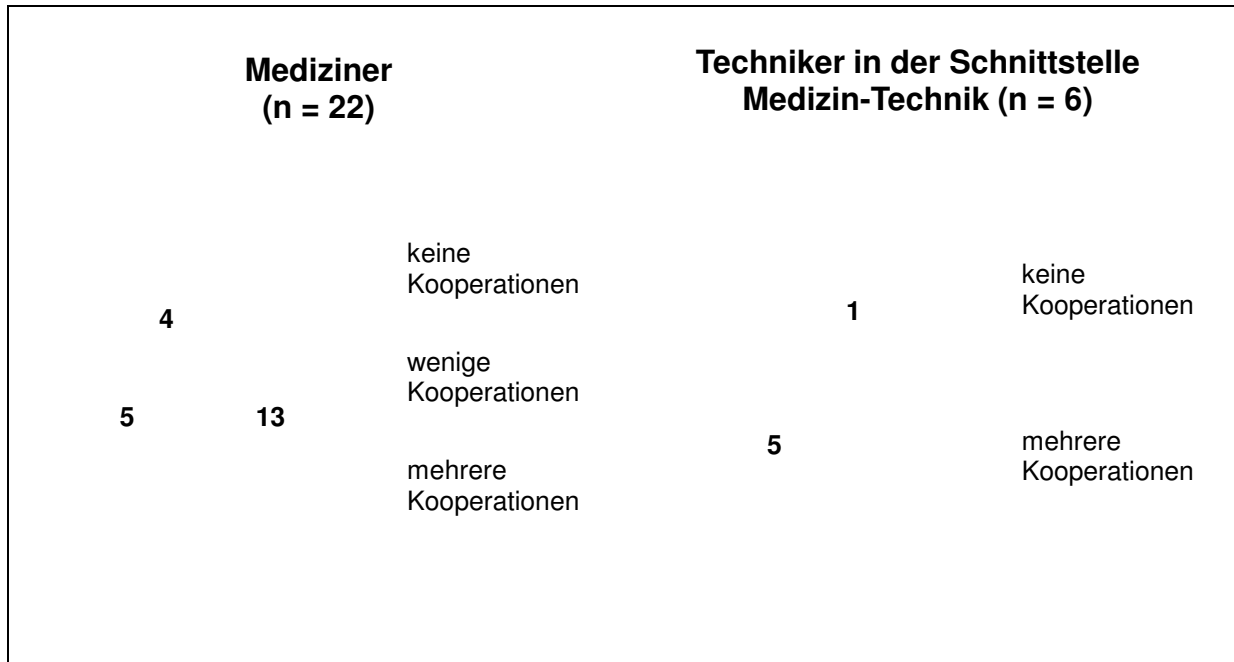 Mediziner
(n = 22)
keine
Kooperationen
4
wenige
Kooperationen
5
13
mehrere
Kooperationen
Techniker in der Schnittstelle
Medizin-Technik (n = 6)
keine
Kooperationen
1
5
mehrere
Kooperationen